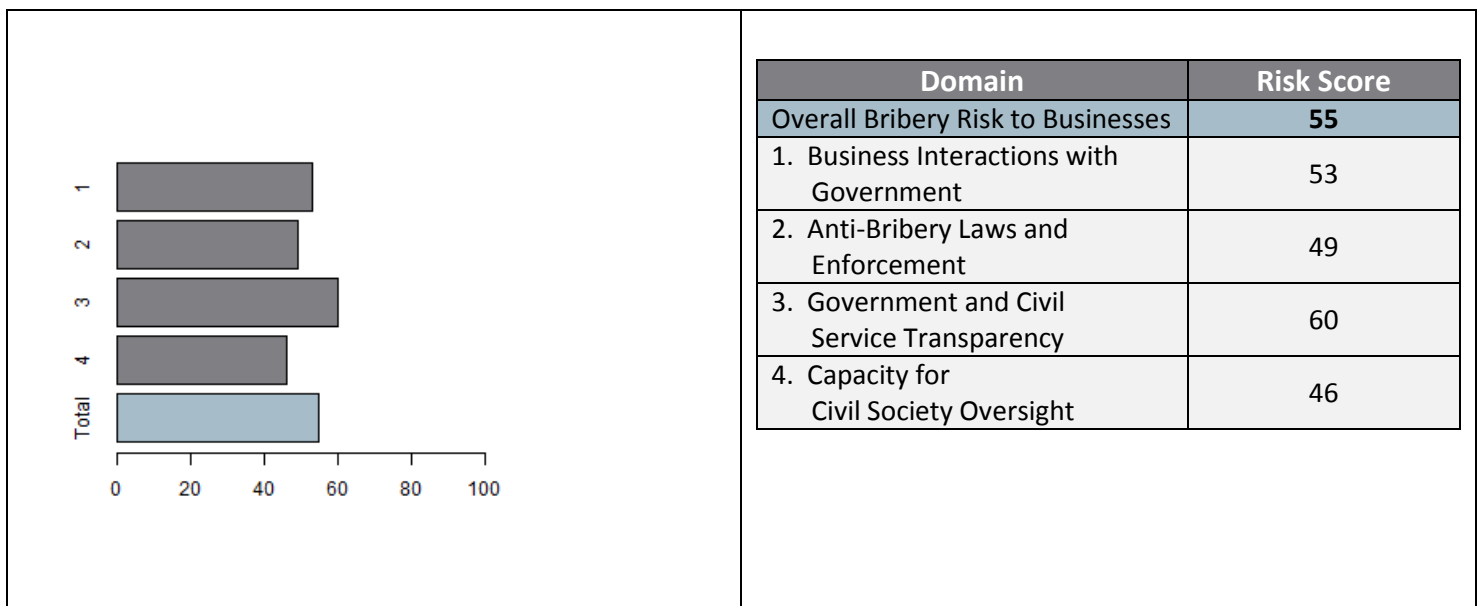 1
2
3
4
Total
0 20 40 60 80 100
Domain Risk Score
Overall Bribery Risk to Businesses 55
1. Business Interactions with
Government
53
2. Anti-Bribery Laws and
Enforcement
49
3. Government and Civil
Service Transparency
60
4. Capacity for
Civil Society Oversight
46